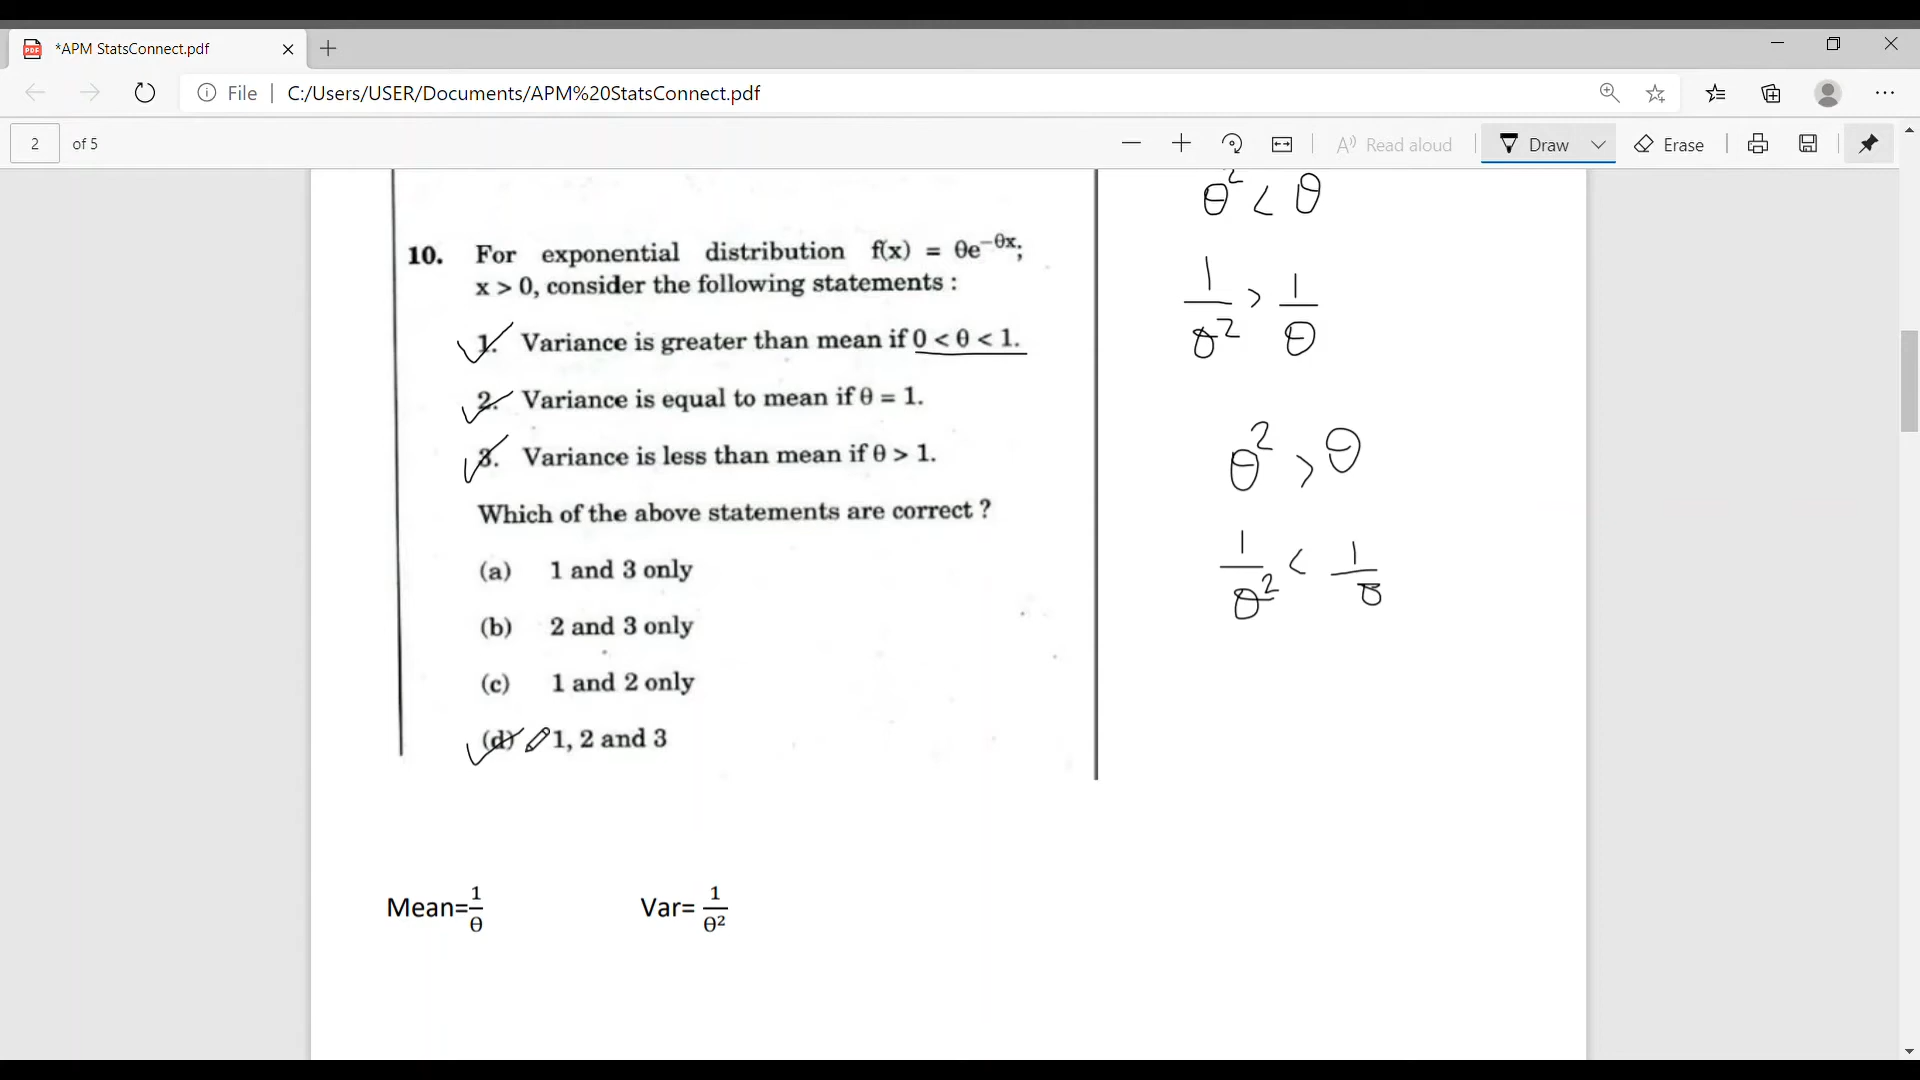 *APM StatsConnect.pdf
File | C:/Users/USER/Documents/APM%20StatsConnect.pdf
2 of 5
Read aloud
Draw
Erase
θ² < θ
10. For exponential distribution f(x) = θe^−θx;
x > 0, consider the following statements :
1/θ² > 1/θ
1. Variance is greater than mean if 0 < θ < 1.
2. Variance is equal to mean if θ = 1.
3. Variance is less than mean if θ > 1.
θ² > θ
Which of the above statements are correct ?
1/θ² < 1/θ
(a) 1 and 3 only
(b) 2 and 3 only
(c) 1 and 2 only
(d) 1, 2 and 3
Mean=1/θ
Var= 1/θ²